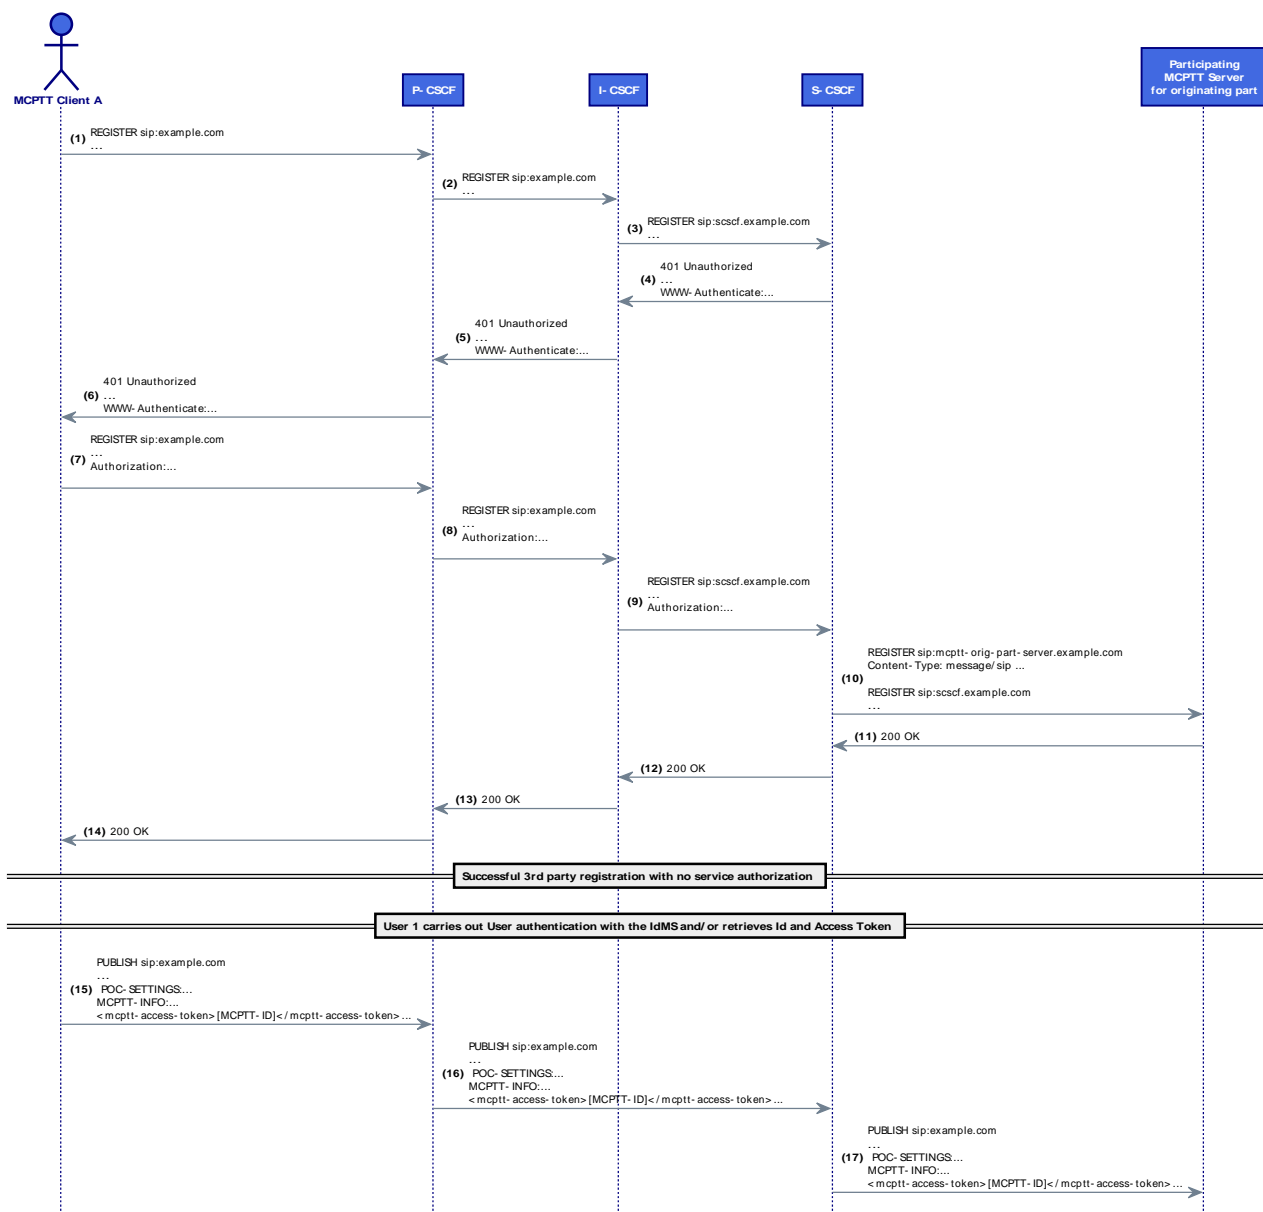 MCPTT Client A
P- CSCF
I- CSCF
S- CSCF
Participating
MCPTT Server
for originating part
(1) REGISTER sip:example.com
...
(2) REGISTER sip:example.com
...
(3) REGISTER sip:scscf.example.com
...
401 Unauthorized
(4) ...
WWW- Authenticate:...
401 Unauthorized
(5) ...
WWW- Authenticate:...
401 Unauthorized
(6) ...
WWW- Authenticate:...
REGISTER sip:example.com
...
(7) Authorization:...
REGISTER sip:example.com
...
(8) Authorization:...
REGISTER sip:scscf.example.com
...
(9) Authorization:...
REGISTER sip:mcptt- orig- part- server.example.com
Content- Type: message/ sip ...
(10)
REGISTER sip:scscf.example.com
...
(11) 200 OK
(12) 200 OK
(13) 200 OK
(14) 200 OK
Successful 3rd party registration with no service authorization
User 1 carries out User authentication with the IdMS and/ or retrieves Id and Access Token
PUBLISH sip:example.com
...
(15) POC- SETTINGS:...
MCPTT- INFO:...
< mcptt- access- token> [MCPTT- ID]< / mcptt- access- token> ...
PUBLISH sip:example.com
...
(16) POC- SETTINGS:...
MCPTT- INFO:...
< mcptt- access- token> [MCPTT- ID]< / mcptt- access- token> ...
PUBLISH sip:example.com
...
(17) POC- SETTINGS:...
MCPTT- INFO:...
< mcptt- access- token> [MCPTT- ID]< / mcptt- access- token> ...